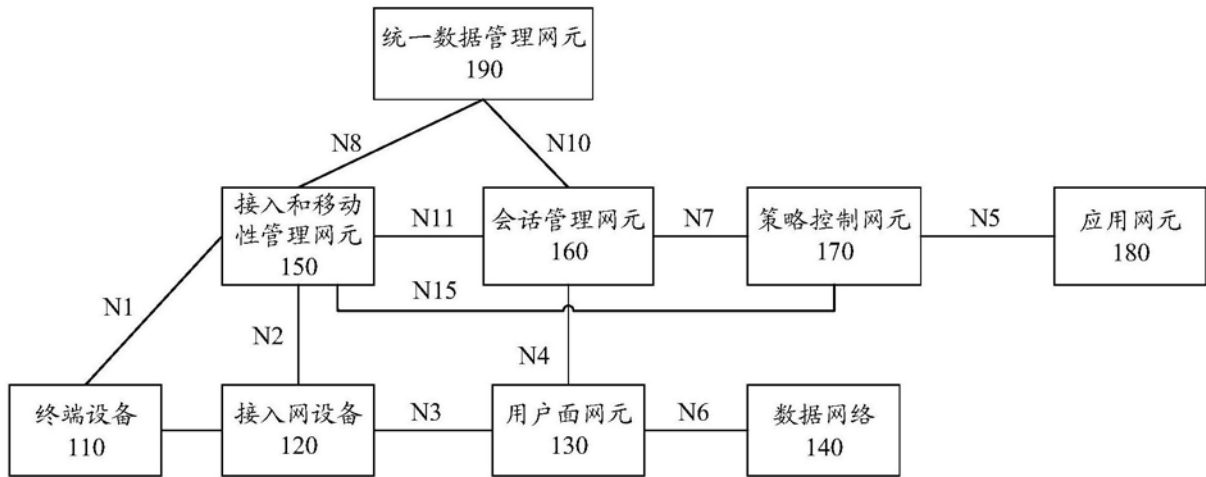 统一数据管理网元
190
N8
N10
接入和移动
性管理网元
150
N11
会话管理网元
160
N7
策略控制网元
170
N5
应用网元
180
N1
N2
N15
N4
终端设备
110
接入网设备
120
N3
用户面网元
130
N6
数据网络
140